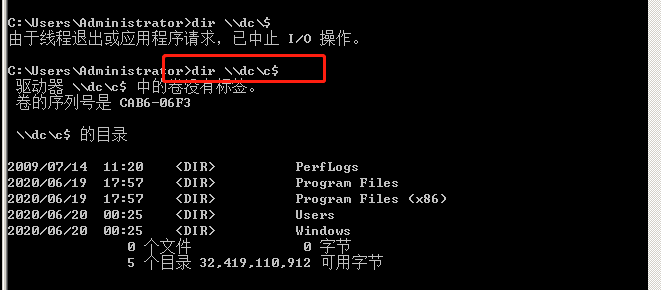 C:\Users\Administrator>dir \\dc\$
由于线程退出或应用程序请求，已中止 I/O 操作。
C:\Users\Administrator>dir \\dc\c$
驱动器 \\dc\c$ 中的卷没有标签。
卷的序列号是 CAB6-06F3
\\dc\c$ 的目录
2009/07/14  11:20    <DIR>          PerfLogs
2020/06/19  17:57    <DIR>          Program Files
2020/06/19  17:57    <DIR>          Program Files (x86)
2020/06/20  00:25    <DIR>          Users
2020/06/20  00:25    <DIR>          Windows
0 个文件              0 字节
5 个目录 32,419,110,912 可用字节